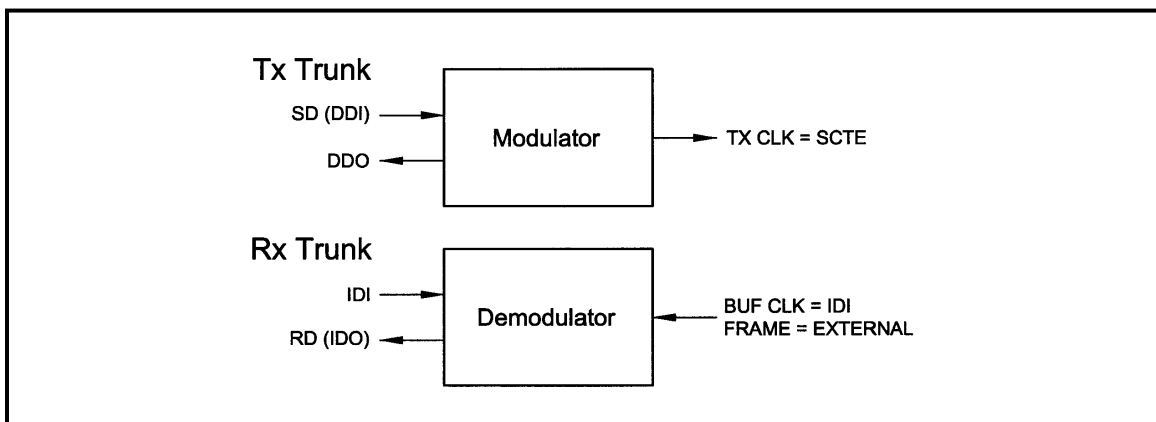 Tx Trunk
SD (DDI)
DDO
Modulator
TX CLK = SCTE
Rx Trunk
IDI
RD (IDO)
Demodulator
BUF CLK = IDI
FRAME = EXTERNAL